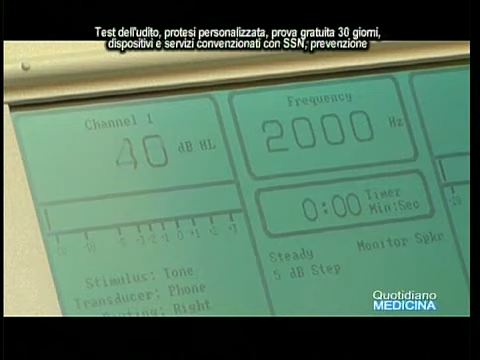 Test dell'udito, protesi personalizzata, prova gratuita 30 giorni,
dispositivi e servizi convenzionati con SSN, prevenzione
Channel 1
40 dB HL
Frequency
2000 Hz
0:00 Timer
Min:Sec
Steady
Monitor Spkr
5 dB Step
Stimulus: Tone
Transducer: Phone
Routing: Right
Quotidiano
MEDICINA